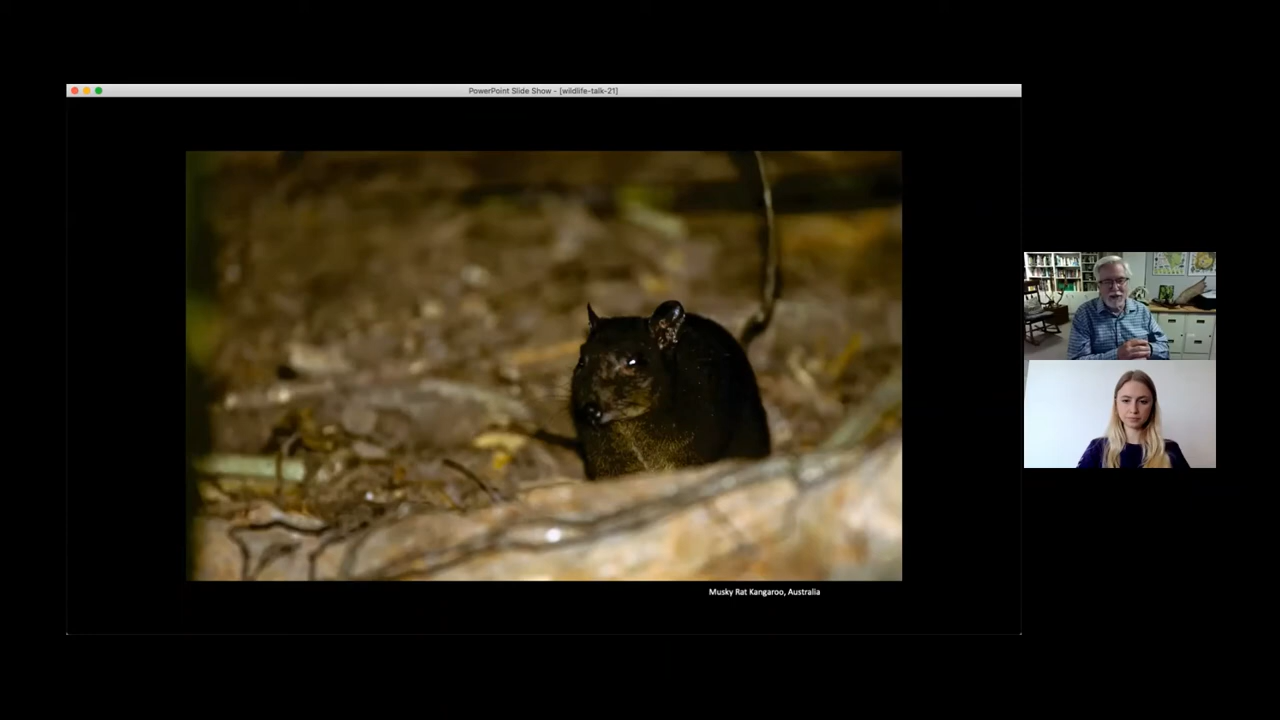 PowerPoint Slide Show - [wildlife-talk-21]
Musky Rat Kangaroo, Australia